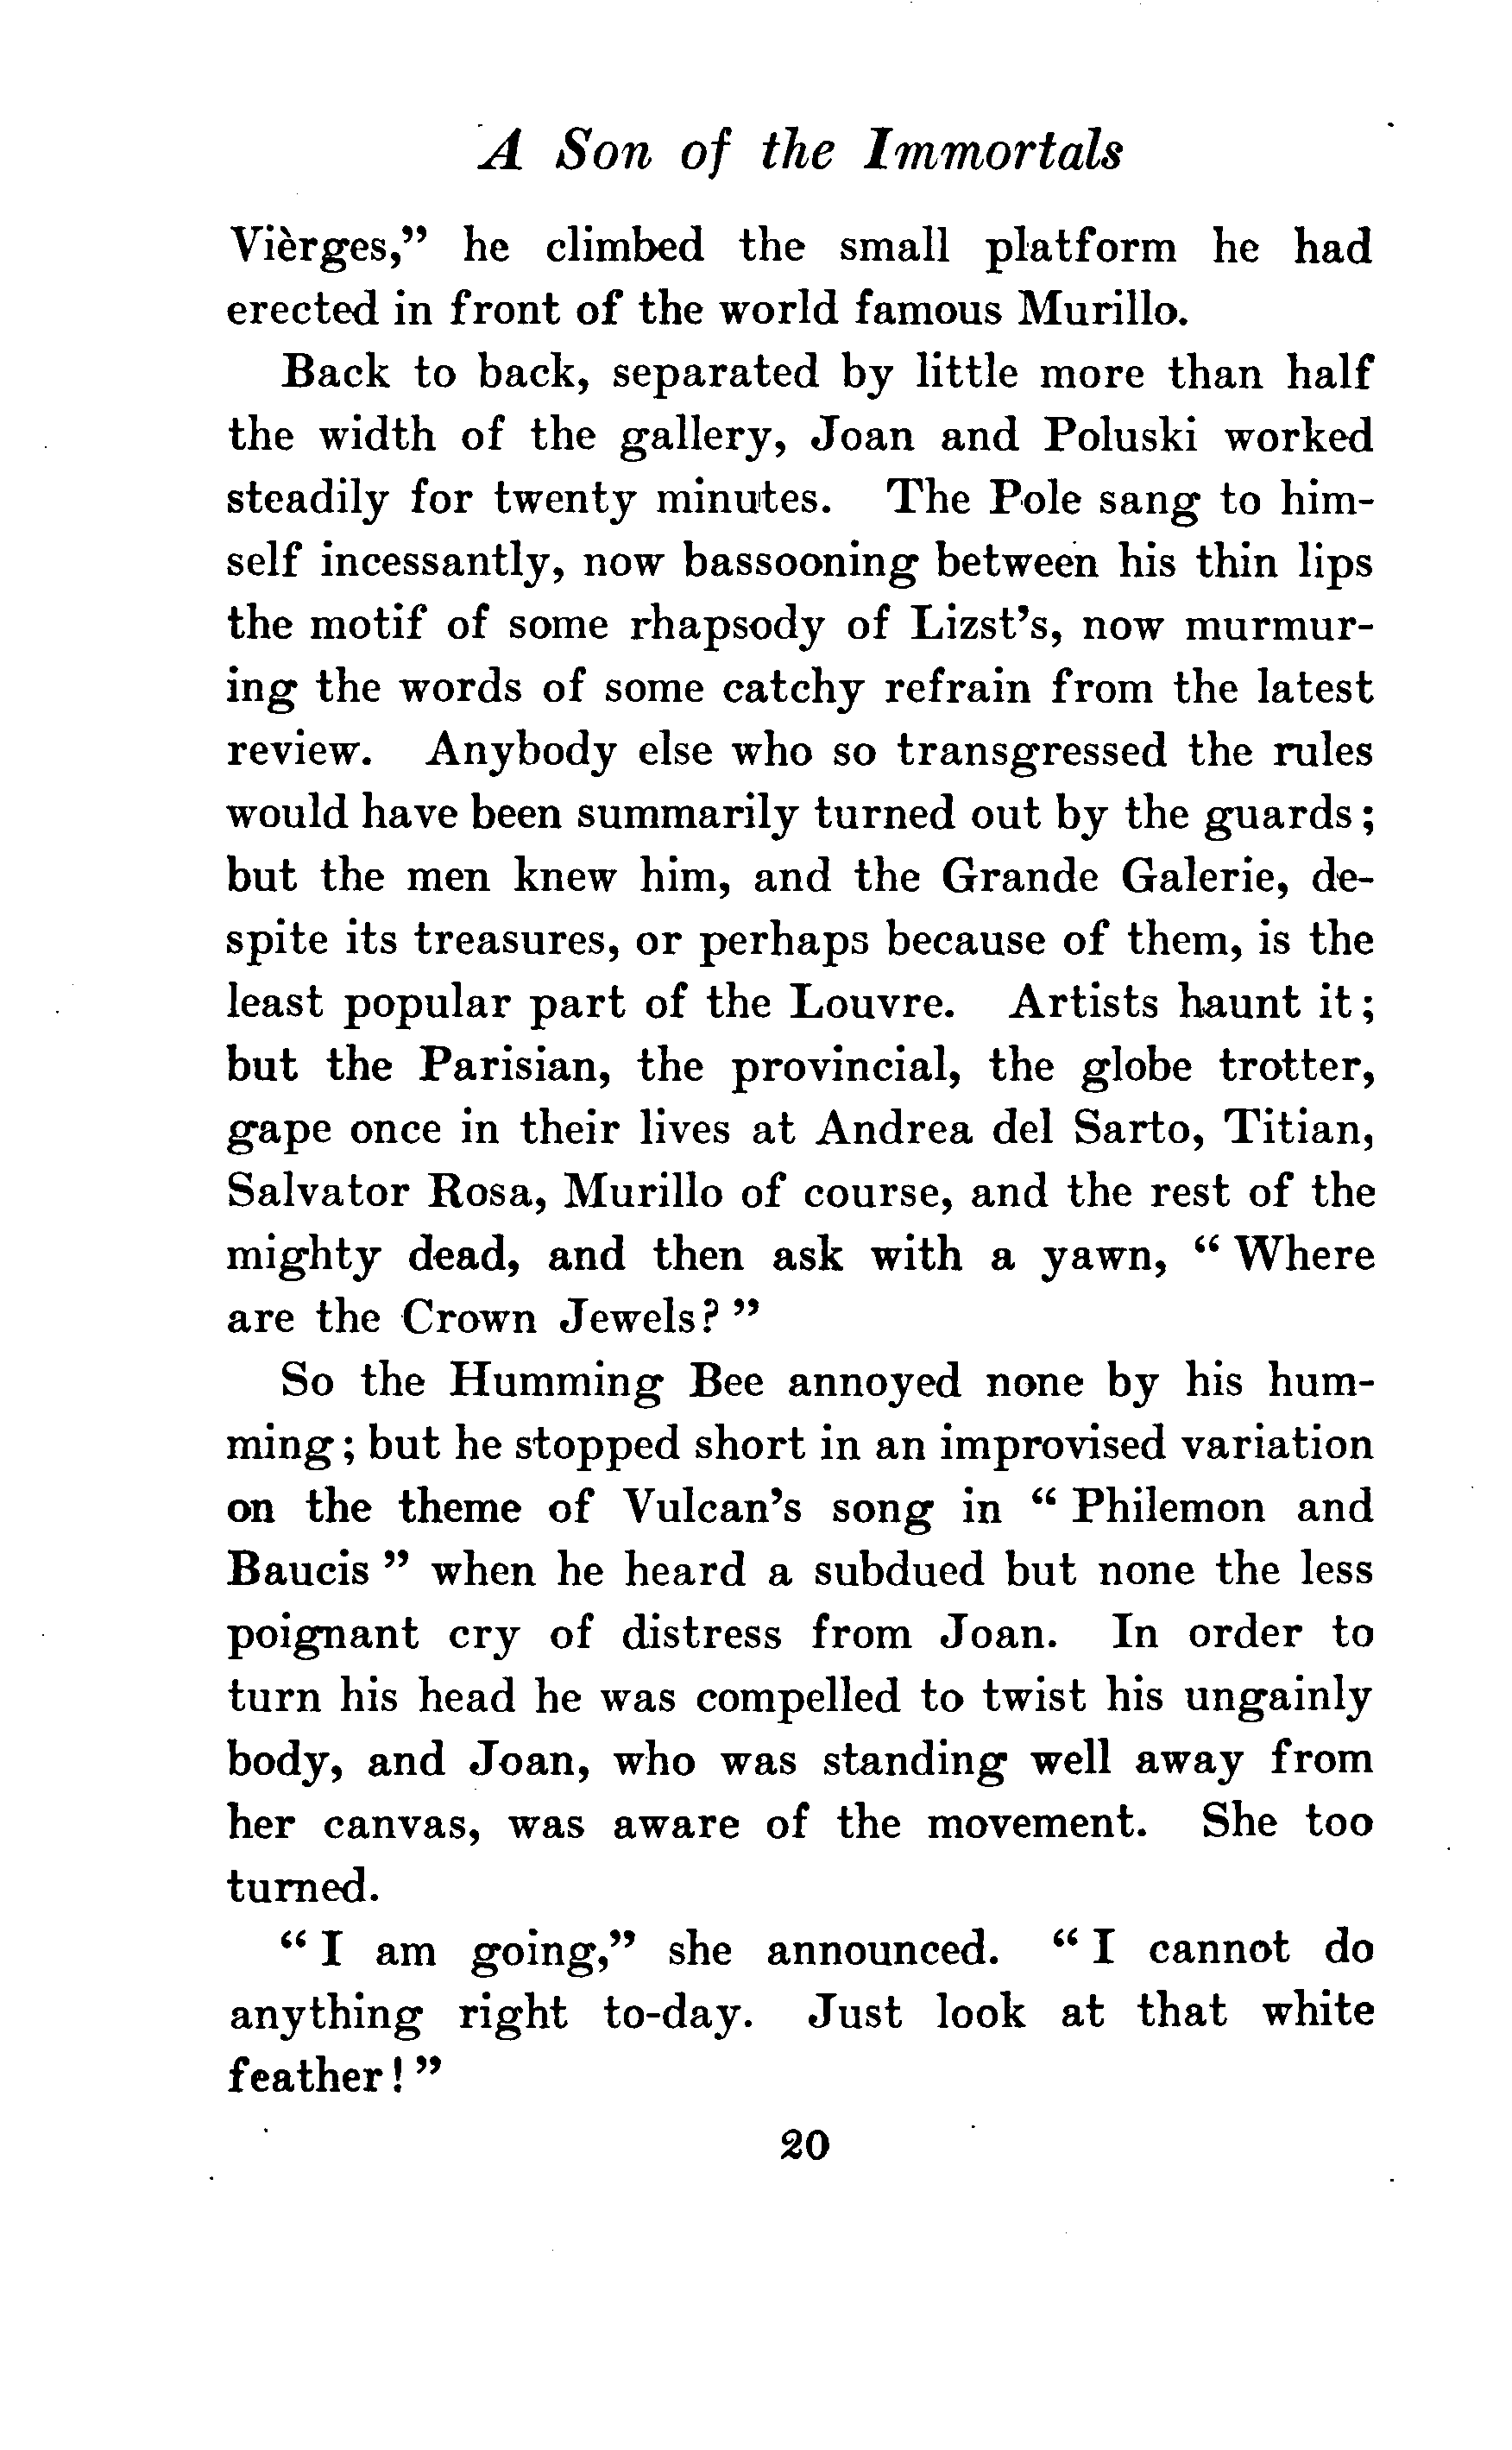 A Son of the Immortals
Vièrges,” he climbed the small platform he had
erected in front of the world famous Murillo.
Back to back, separated by little more than half
the width of the gallery, Joan and Poluski worked
steadily for twenty minutes. The Pole sang to him-
self incessantly, now bassooning between his thin lips
the motif of some rhapsody of Lizst’s, now murmur-
ing the words of some catchy refrain from the latest
review. Anybody else who so transgressed the rules
would have been summarily turned out by the guards;
but the men knew him, and the Grande Galerie, de-
spite its treasures, or perhaps because of them, is the
least popular part of the Louvre. Artists haunt it;
but the Parisian, the provincial, the globe trotter,
gape once in their lives at Andrea del Sarto, Titian,
Salvator Rosa, Murillo of course, and the rest of the
mighty dead, and then ask with a yawn, “ Where
are the Crown Jewels? ”
So the Humming Bee annoyed none by his hum-
ming; but he stopped short in an improvised variation
on the theme of Vulcan’s song in “ Philemon and
Baucis ” when he heard a subdued but none the less
poignant cry of distress from Joan. In order to
turn his head he was compelled to twist his ungainly
body, and Joan, who was standing well away from
her canvas, was aware of the movement. She too
turned.
“ I am going,” she announced. “ I cannot do
anything right to-day. Just look at that white
feather! ”
20